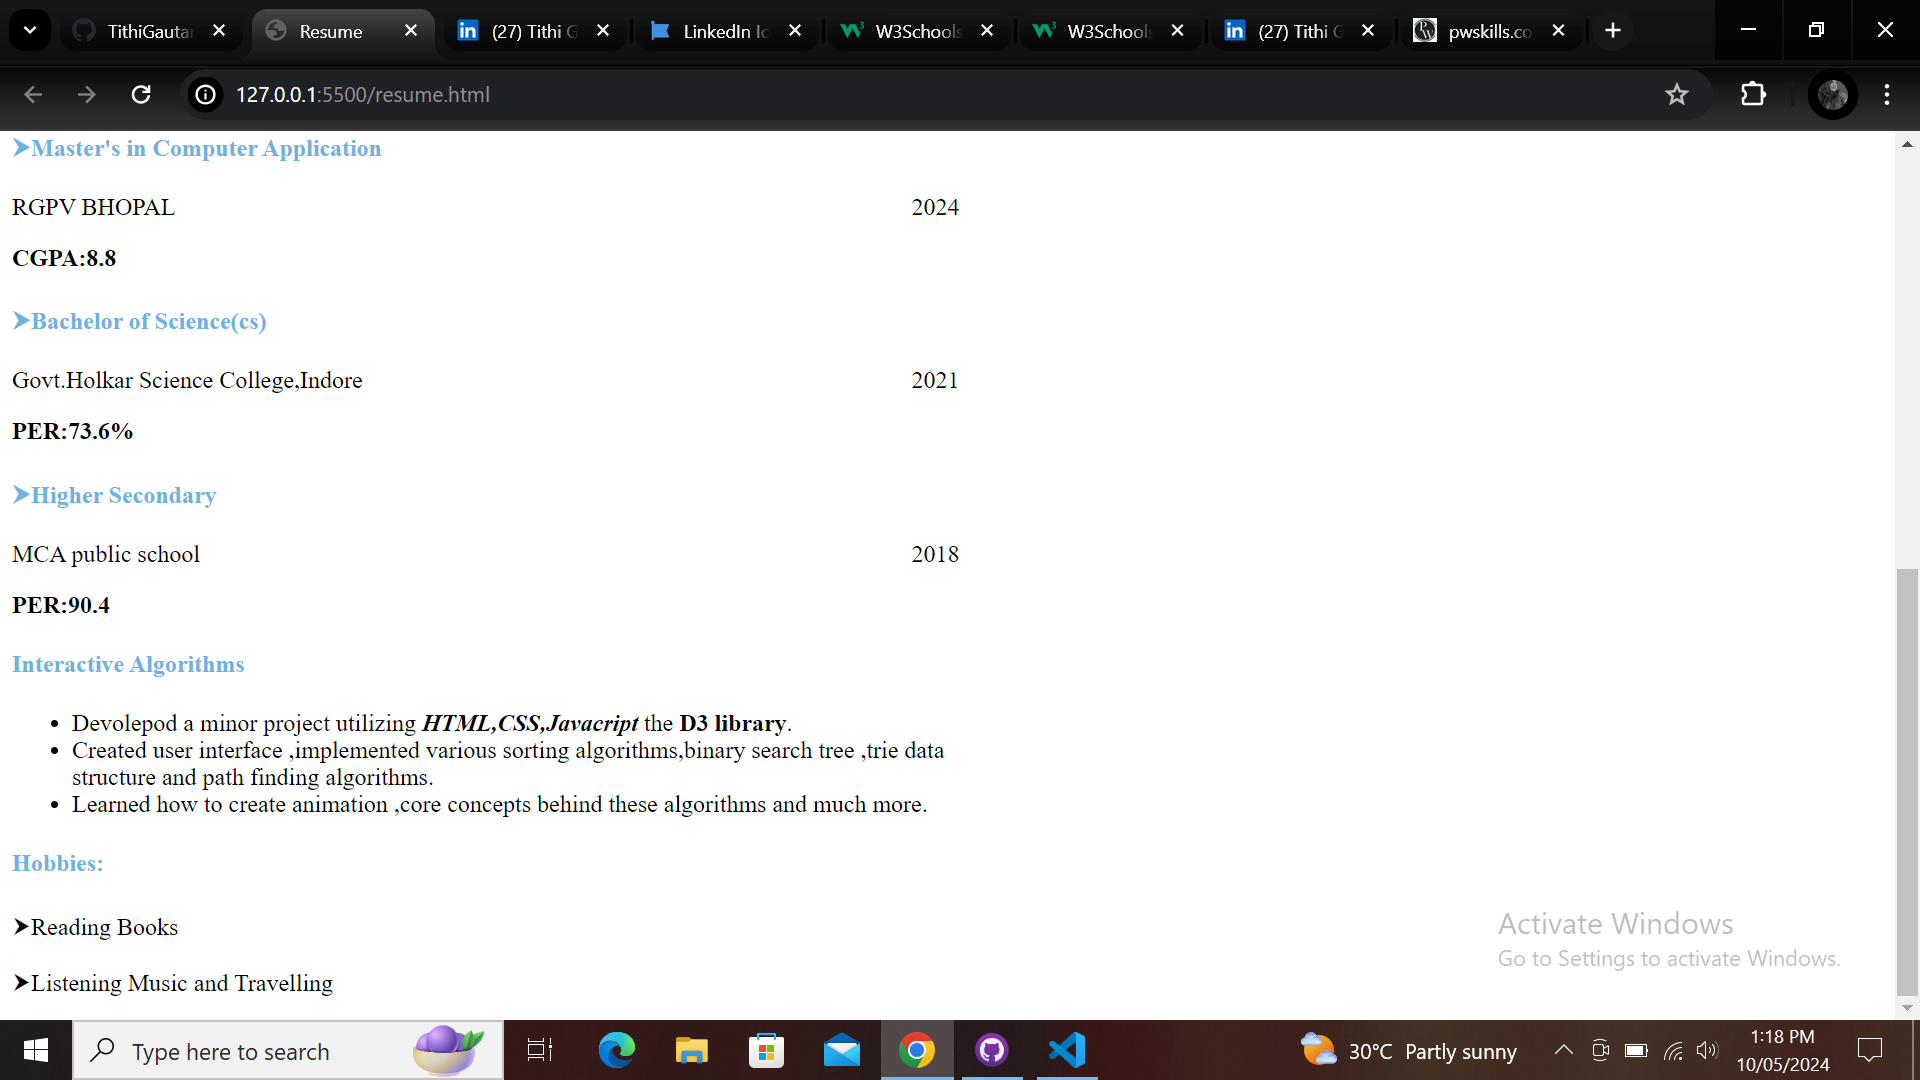 TithiGautar
Resume
(27) Tithi G
LinkedIn Ic
W3Schools
W3Schools
(27) Tithi G
pwskills.co
127.0.0.1:5500/resume.html
➤Master's in Computer Application
RGPV BHOPAL 2024
CGPA:8.8
➤Bachelor of Science(cs)
Govt.Holkar Science College,Indore 2021
PER:73.6%
➤Higher Secondary
MCA public school 2018
PER:90.4
Interactive Algorithms
• Devolepod a minor project utilizing HTML,CSS,Javacript the D3 library.
• Created user interface ,implemented various sorting algorithms,binary search tree ,trie data
structure and path finding algorithms.
• Learned how to create animation ,core concepts behind these algorithms and much more.
Hobbies:
➤Reading Books
➤Listening Music and Travelling
Activate Windows
Go to Settings to activate Windows.
Type here to search
30°C Partly sunny
1:18 PM
10/05/2024